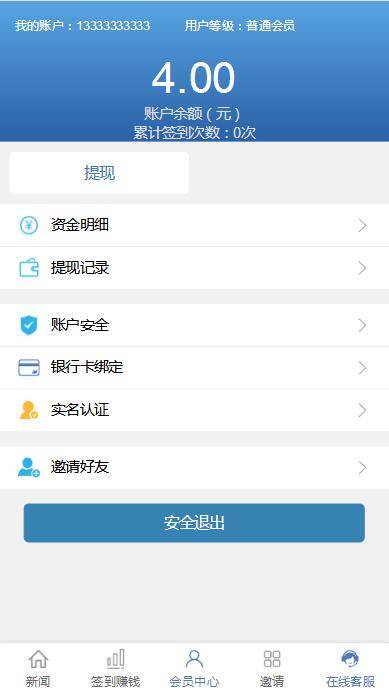 我的账户：13333333333 用户等级：普通会员
4.00
账户余额（元）
累计签到次数：0次
提现
资金明细
提现记录
账户安全
银行卡绑定
实名认证
邀请好友
安全退出
新闻 签到赚钱 会员中心 邀请 在线客服